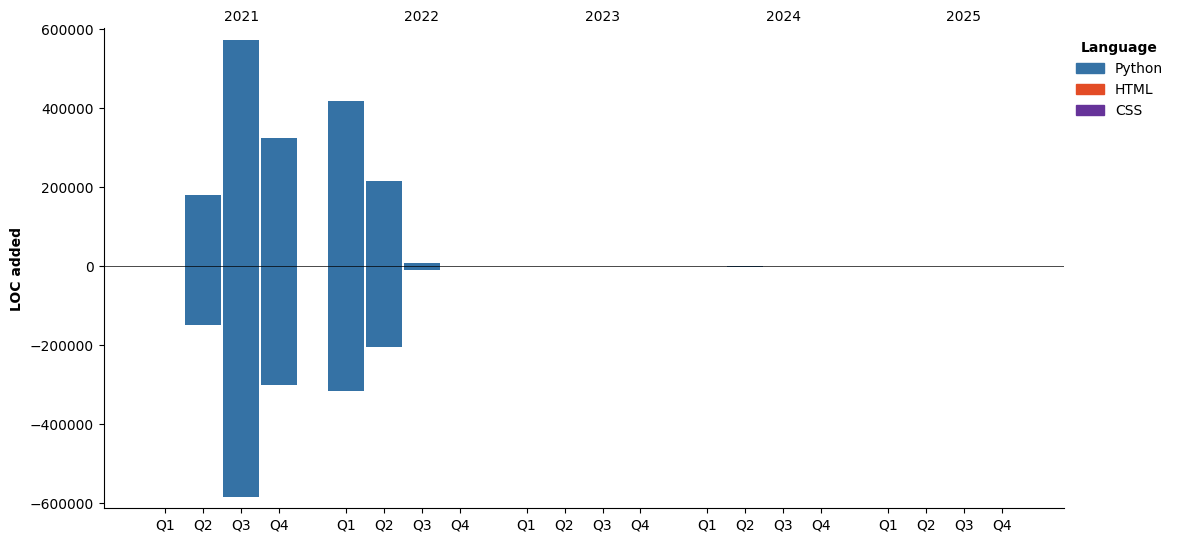 2021 2022 2023 2024 2025
600000
400000
200000
0
−200000
−400000
−600000
LOC added
Q1 Q2 Q3 Q4 Q1 Q2 Q3 Q4 Q1 Q2 Q3 Q4 Q1 Q2 Q3 Q4 Q1 Q2 Q3 Q4
Language
Python
HTML
CSS